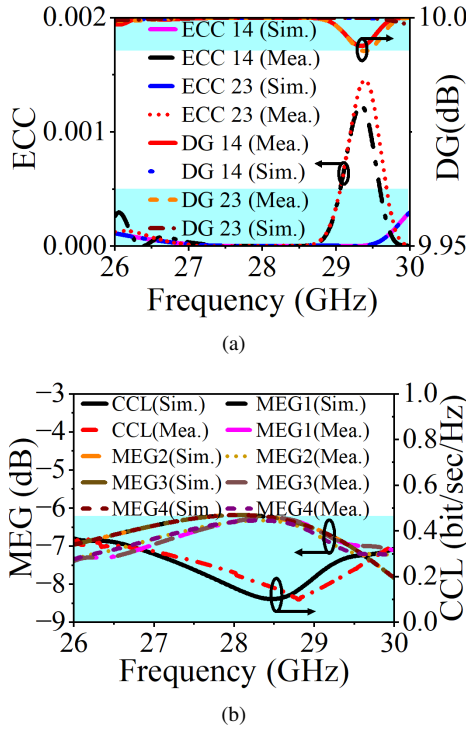 0.002
0.001
0.000
ECC
ECC 14 (Sim.)
ECC 14 (Mea.)
ECC 23 (Sim.)
ECC 23 (Mea.)
DG 14 (Mea.)
DG 14 (Sim.)
DG 23 (Mea.)
DG 23 (Sim.)
10.0
9.95
DG(dB)
26 27 28 29 30
Frequency (GHz)
(a)
−3
−4
−5
−6
−7
−8
−9
MEG (dB)
CCL(Sim.) MEG1(Sim.)
CCL(Mea.) MEG1(Mea.)
MEG2(Sim.) MEG2(Mea.)
MEG3(Sim.) MEG3(Mea.)
MEG4(Sim.) MEG4(Mea.)
1.0
0.8
0.6
0.4
0.2
0.0
CCL (bit/sec/Hz)
26 27 28 29 30
Frequency (GHz)
(b)